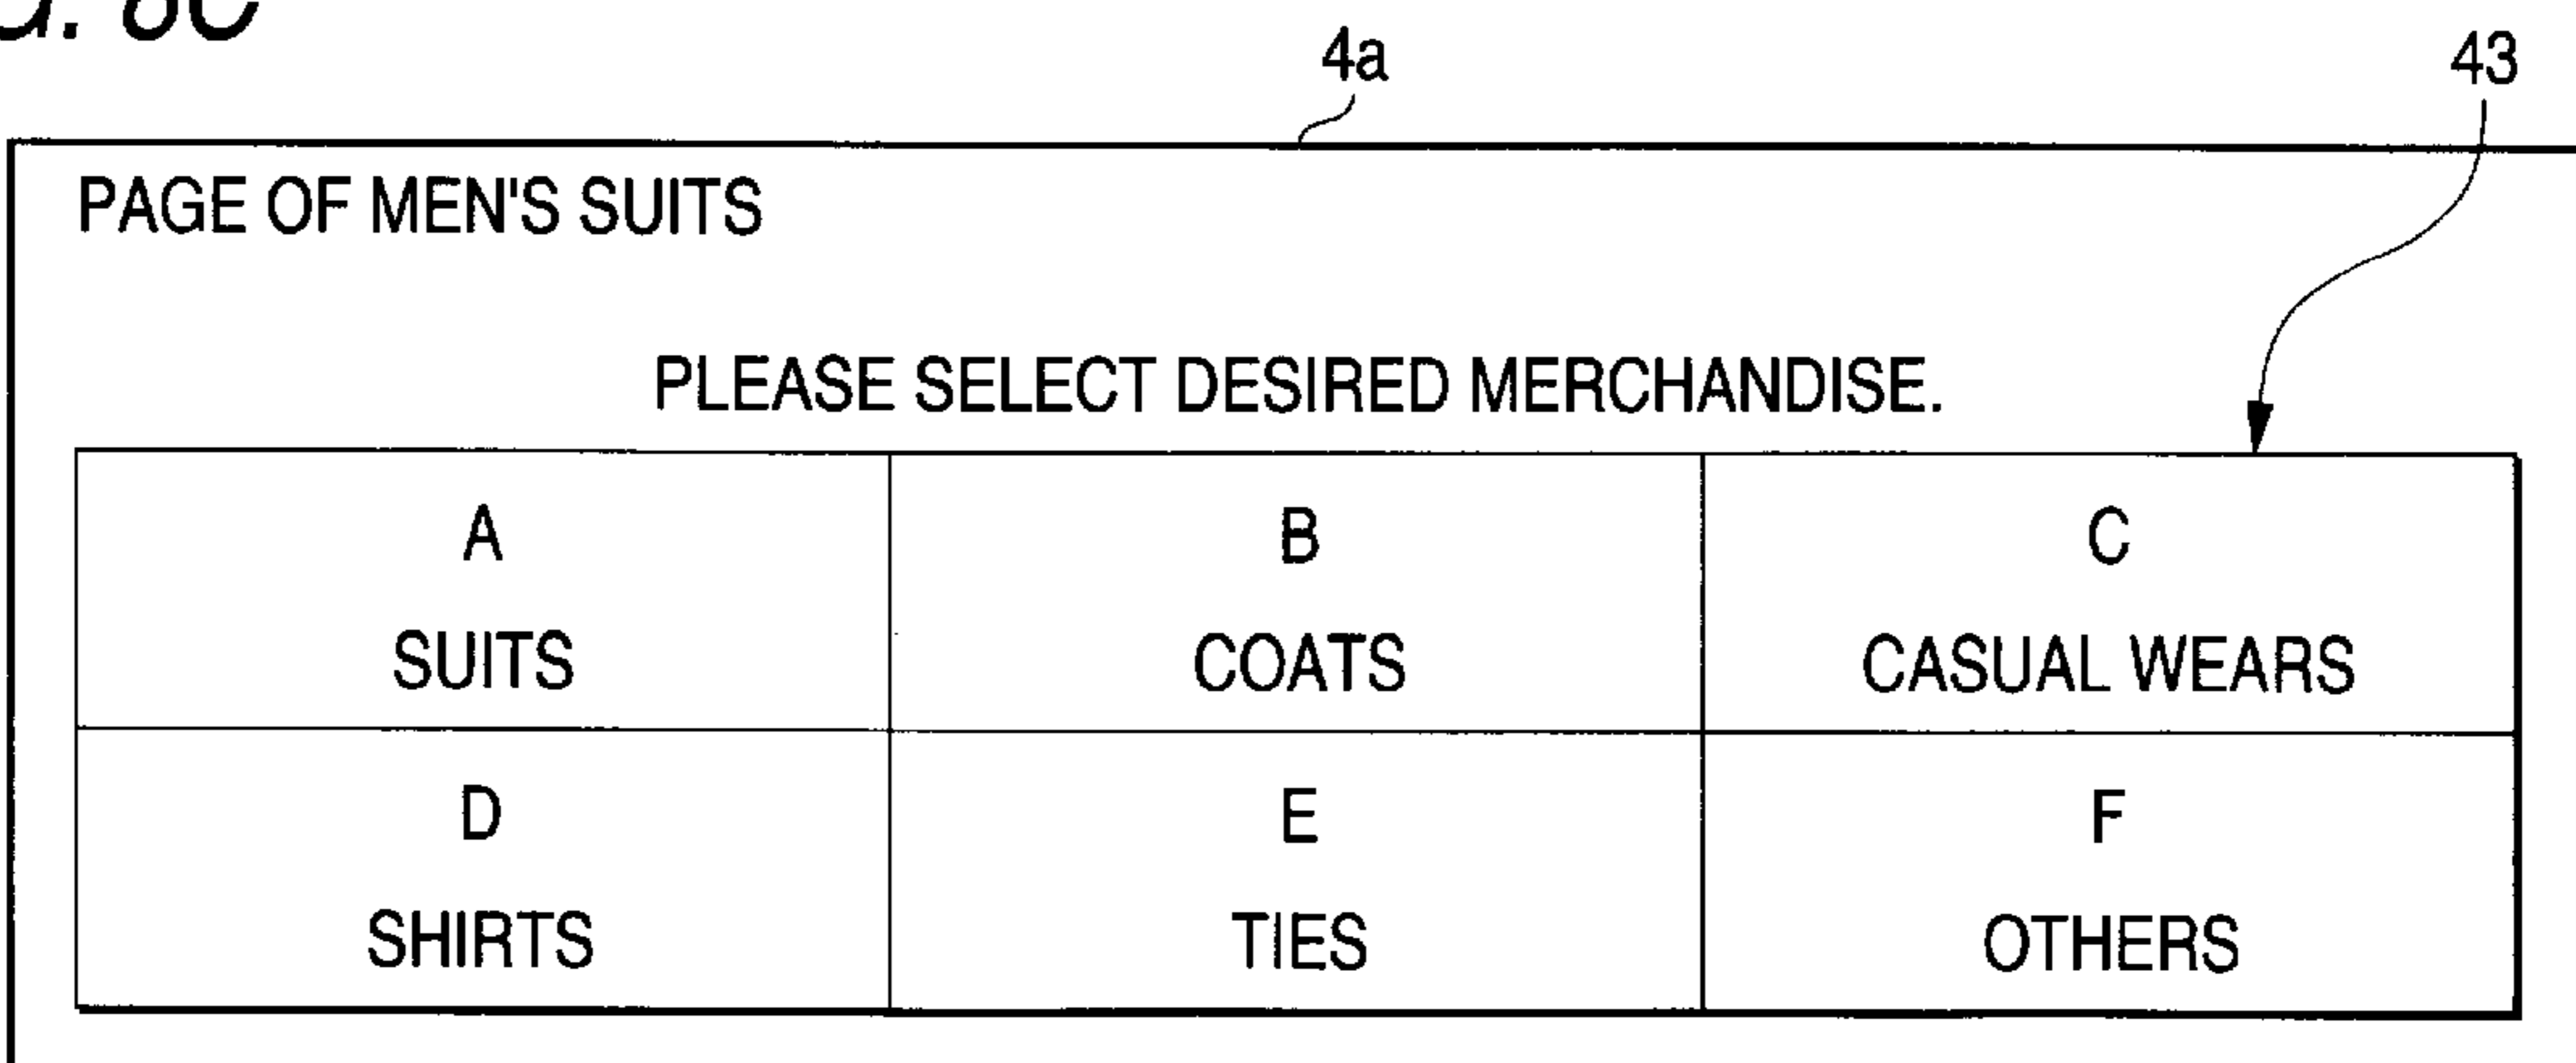 4a
43
PAGE OF MEN'S SUITS
PLEASE SELECT DESIRED MERCHANDISE.
A
B
C
SUITS
COATS
CASUAL WEARS
D
E
F
SHIRTS
TIES
OTHERS